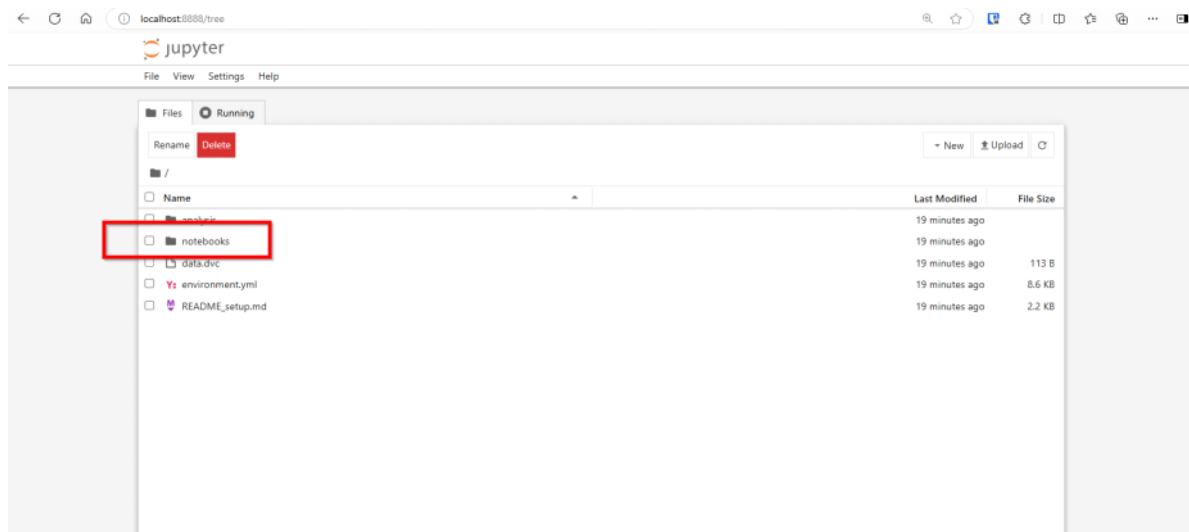 localhost:8888/tree
jupyter
File View Settings Help
Files Running
Rename Delete New Upload
/
Name Last Modified File Size
analysis 19 minutes ago
notebooks 19 minutes ago
data.dvc 19 minutes ago 113 B
Y: environment.yml 19 minutes ago 8.6 KB
M README_setup.md 19 minutes ago 2.2 KB